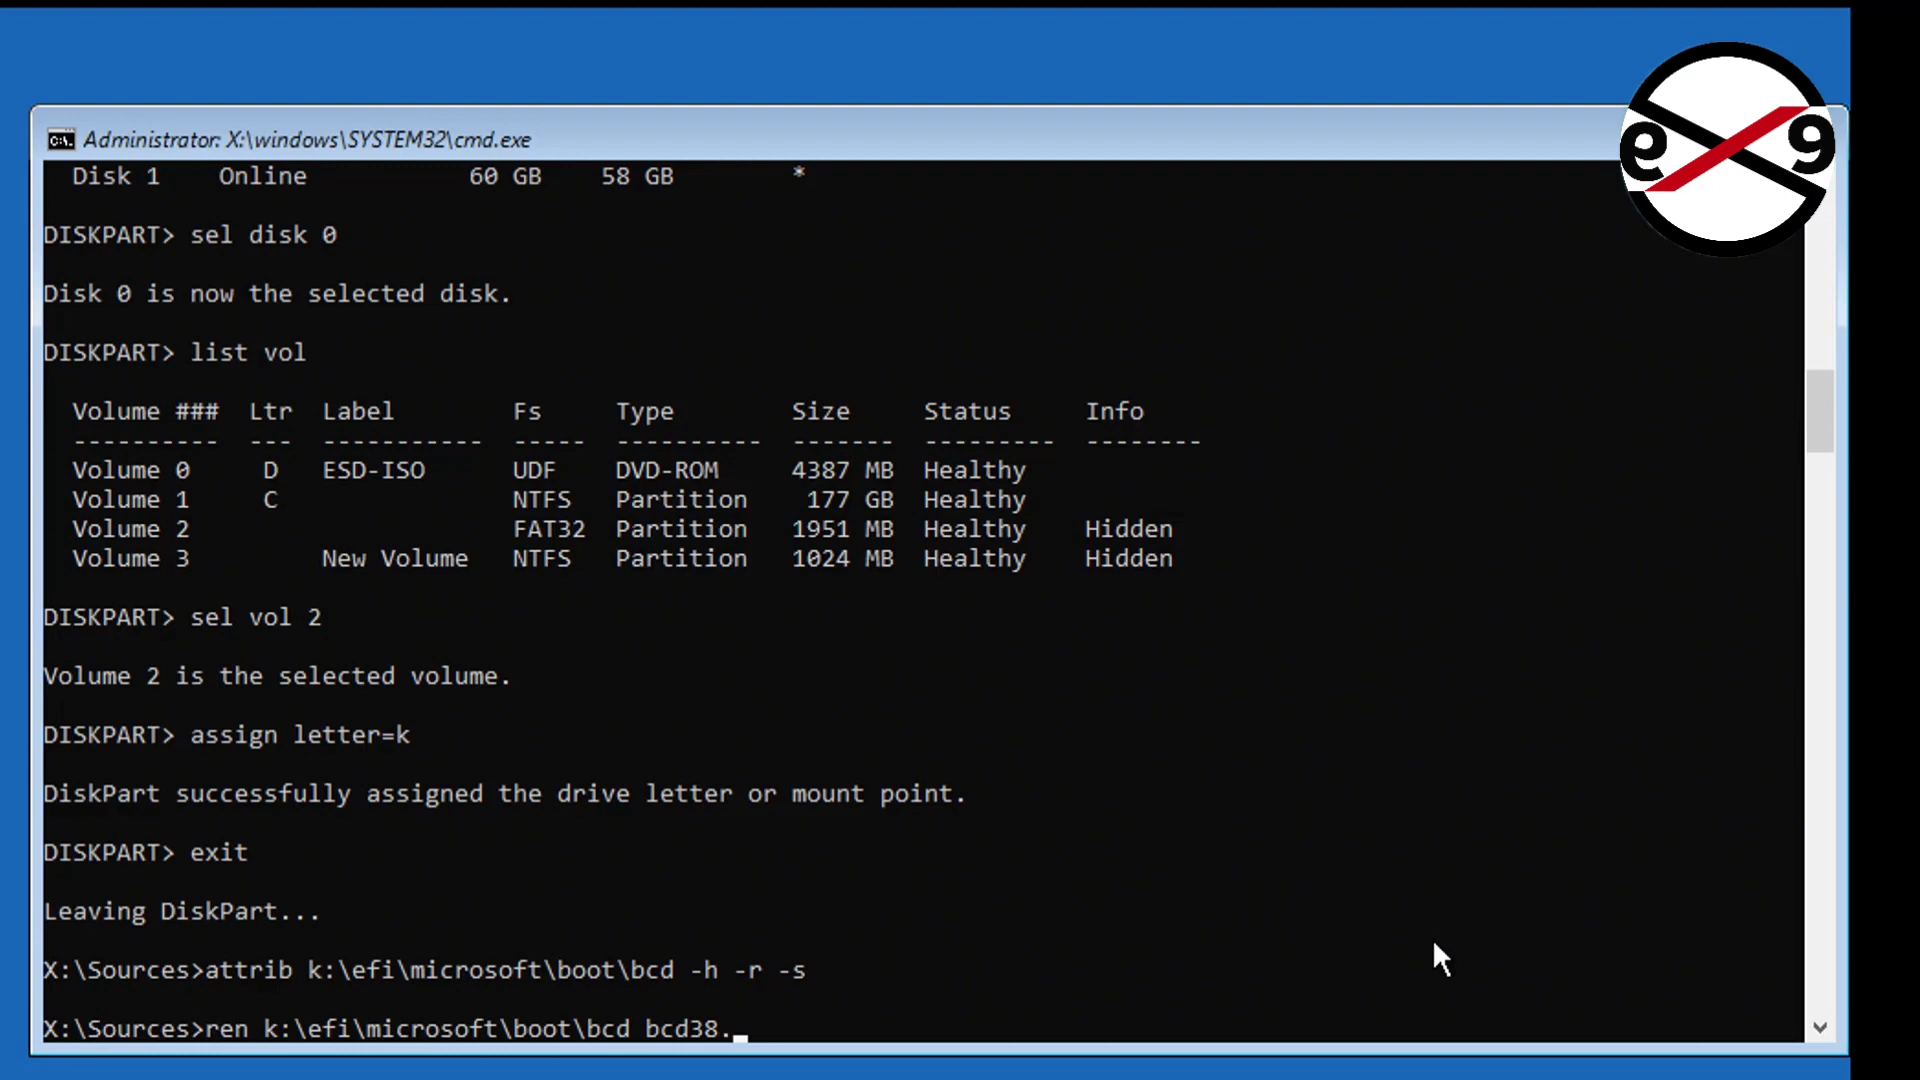 Administrator: X:\windows\SYSTEM32\cmd.exe
e 9
Disk 1 Online 60 GB 58 GB *
DISKPART> sel disk 0
Disk 0 is now the selected disk.
DISKPART> list vol
Volume ### Ltr Label Fs Type Size Status Info
---------- --- ----------- ----- ---------- ------- --------- --------
Volume 0 D ESD-ISO UDF DVD-ROM 4387 MB Healthy
Volume 1 C NTFS Partition 177 GB Healthy
Volume 2 FAT32 Partition 1951 MB Healthy Hidden
Volume 3 New Volume NTFS Partition 1024 MB Healthy Hidden
DISKPART> sel vol 2
Volume 2 is the selected volume.
DISKPART> assign letter=k
DiskPart successfully assigned the drive letter or mount point.
DISKPART> exit
Leaving DiskPart...
X:\Sources>attrib k:\efi\microsoft\boot\bcd -h -r -s
X:\Sources>ren k:\efi\microsoft\boot\bcd bcd38._